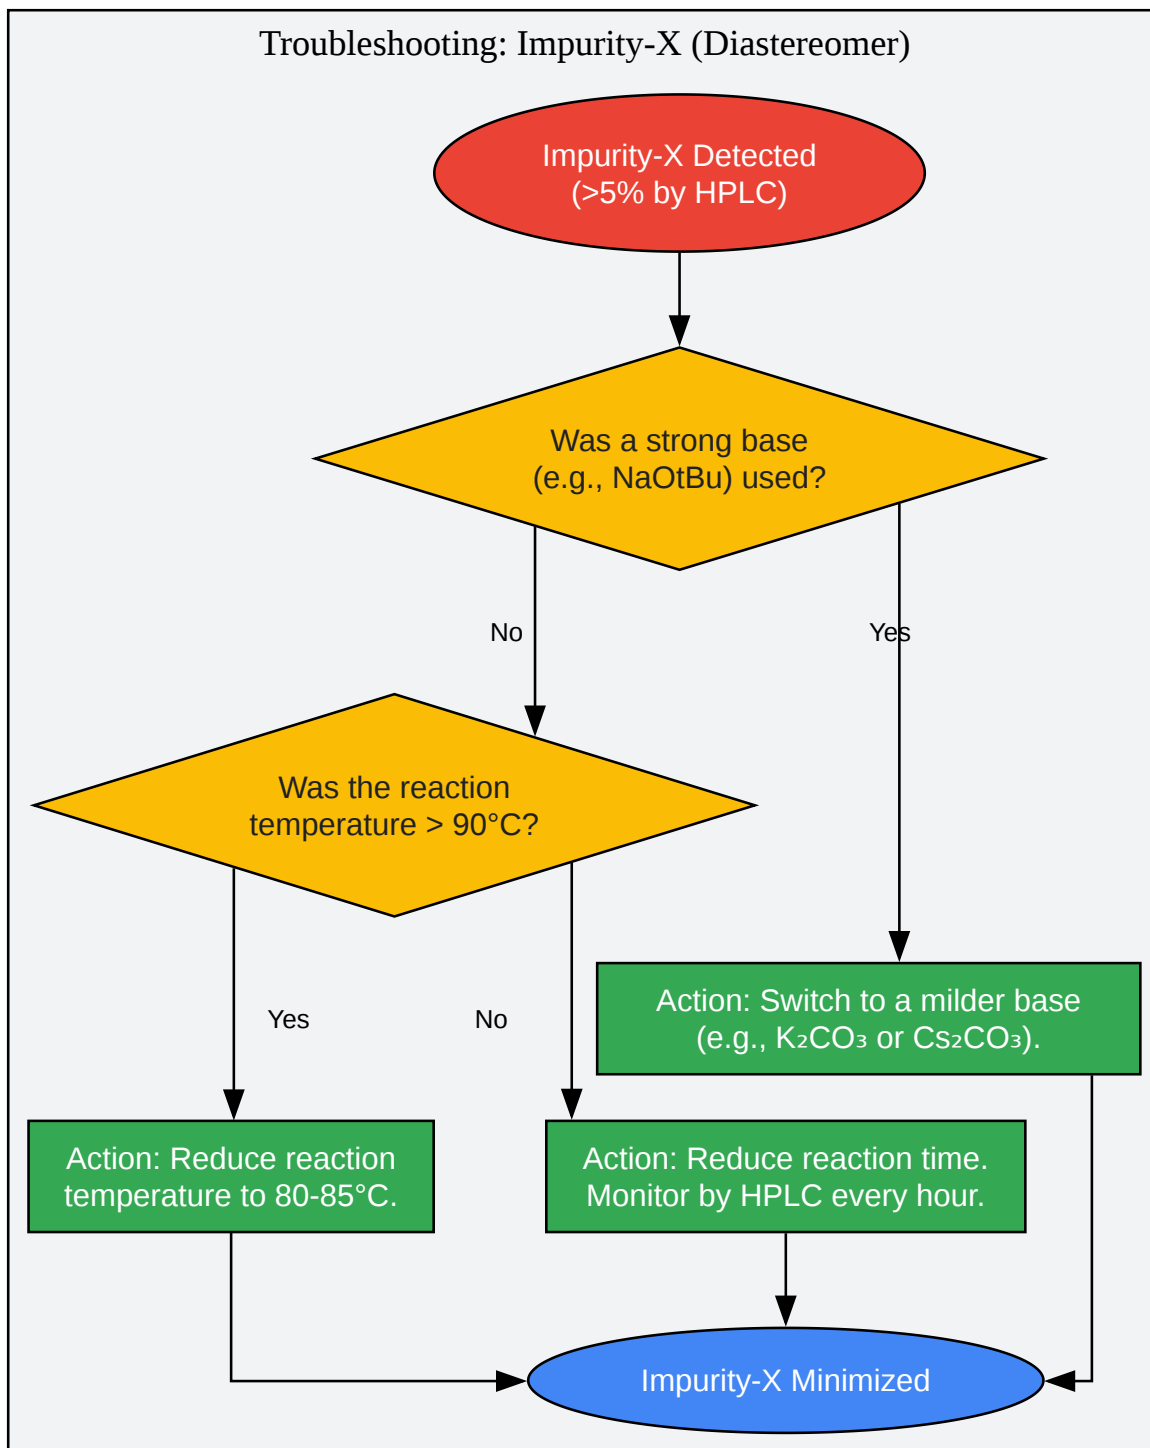 Troubleshooting: Impurity-X (Diastereomer)
Impurity-X Detected
(>5% by HPLC)
Was a strong base
(e.g., NaOtBu) used?
No
Yes
Was the reaction
temperature > 90°C?
Yes
No
Action: Switch to a milder base
(e.g., K₂CO₃ or Cs₂CO₃).
Action: Reduce reaction
temperature to 80-85°C.
Action: Reduce reaction time.
Monitor by HPLC every hour.
Impurity-X Minimized